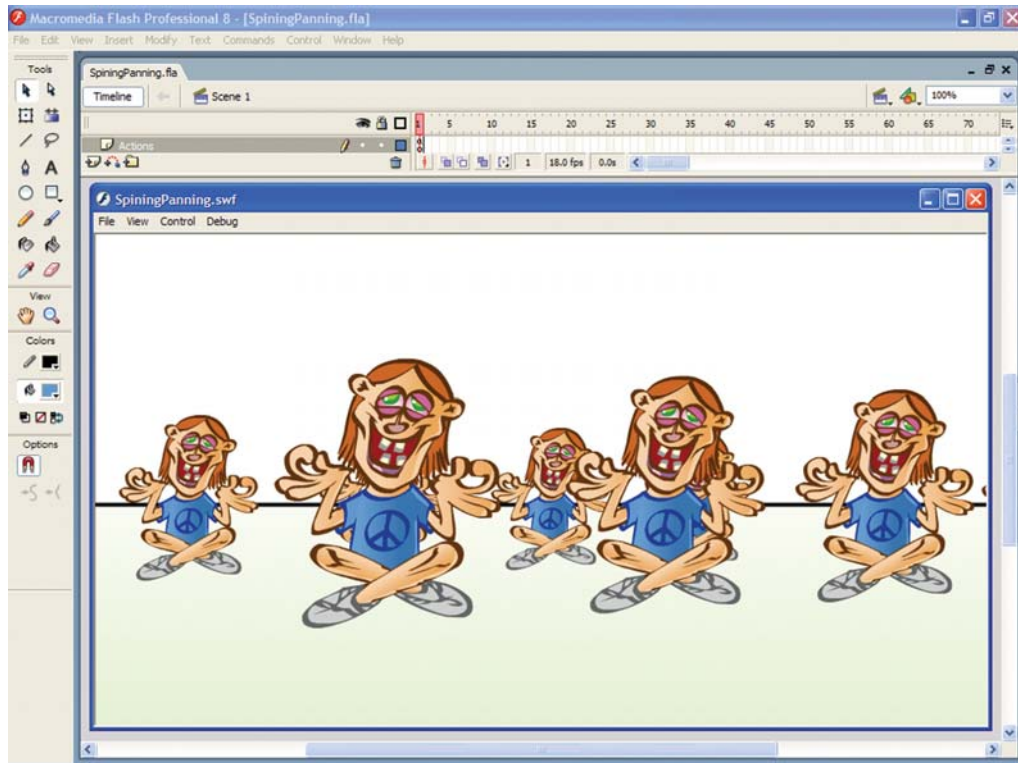 Macromedia Flash Professional 8 - [SpiningPanning.fla]
File Edit View Insert Modify Text Commands Control Window Help
Tools
SpiningPanning.fla
Timeline
Scene 1
100%
1 5 10 15 20 25 30 35 40 45 50 55 60 65 70
Actions
1 18.0 fps 0.0s
SpiningPanning.swf
File View Control Debug
View
Colors
Options